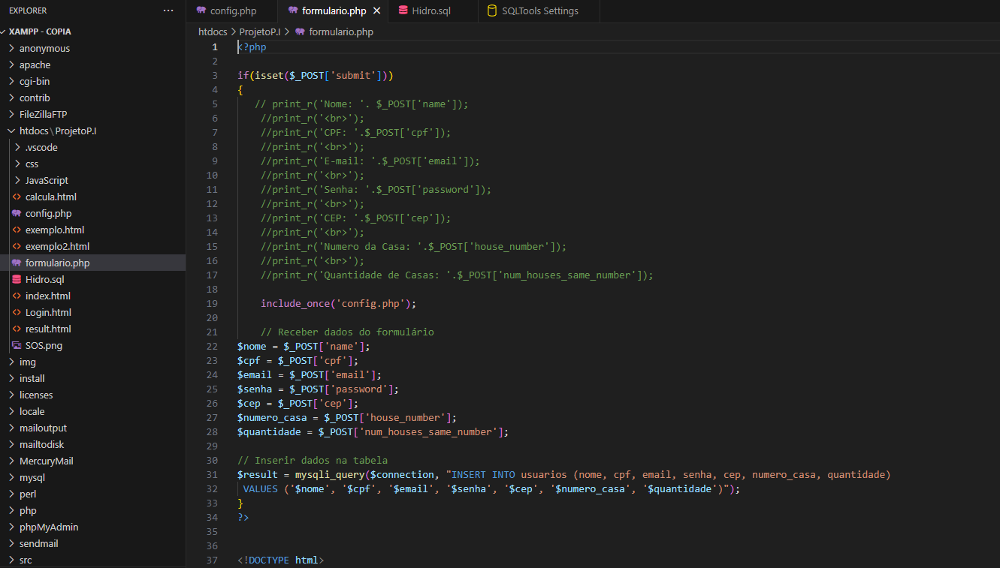 EXPLORER
XAMPP - COPIA
anonymous
apache
cgi-bin
contrib
FileZillaFTP
htdocs \ ProjetoP.I
.vscode
css
JavaScript
calcula.html
config.php
exemplo.html
exemplo2.html
formulario.php
Hidro.sql
index.html
Login.html
result.html
SOS.png
img
install
licenses
locale
mailoutput
mailtodisk
MercuryMail
mysql
perl
php
phpMyAdmin
sendmail
src
config.php formulario.php Hidro.sql SQLTools Settings
htdocs > ProjetoP.I > formulario.php
1 <?php
2
3 if(isset($_POST['submit']))
4 {
5 // print_r('Nome: '. $_POST['name']);
6 //print_r('<br>');
7 //print_r('CPF: '.$_POST['cpf']);
8 //print_r('<br>');
9 //print_r('E-mail: '.$_POST['email']);
10 //print_r('<br>');
11 //print_r('Senha: '.$_POST['password']);
12 //print_r('<br>');
13 //print_r('CEP: '.$_POST['cep']);
14 //print_r('<br>');
15 //print_r('Numero da Casa: '.$_POST['house_number']);
16 //print_r('<br>');
17 //print_r('Quantidade de Casas: '.$_POST['num_houses_same_number']);
18
19 include_once('config.php');
20
21 // Receber dados do formulário
22 $nome = $_POST['name'];
23 $cpf = $_POST['cpf'];
24 $email = $_POST['email'];
25 $senha = $_POST['password'];
26 $cep = $_POST['cep'];
27 $numero_casa = $_POST['house_number'];
28 $quantidade = $_POST['num_houses_same_number'];
29
30 // Inserir dados na tabela
31 $result = mysqli_query($connection, "INSERT INTO usuarios (nome, cpf, email, senha, cep, numero_casa, quantidade)
32 VALUES ('$nome', '$cpf', '$email', '$senha', '$cep', '$numero_casa', '$quantidade')");
33 }
34 ?>
35
36
37 <!DOCTYPE html>